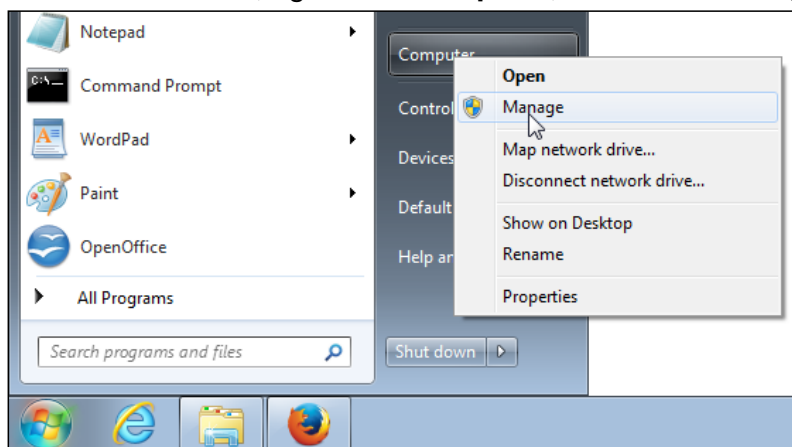 Notepad
Command Prompt
WordPad
Paint
OpenOffice
All Programs
Search programs and files
Computer
Control
Devices
Default
Help an
Shut down
Open
Manage
Map network drive...
Disconnect network drive...
Show on Desktop
Rename
Properties